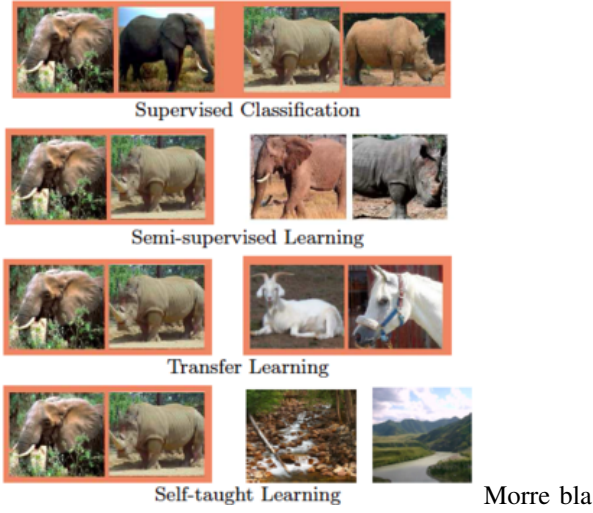 Supervised Classification
Semi-supervised Learning
Transfer Learning
Self-taught Learning
Morre bla